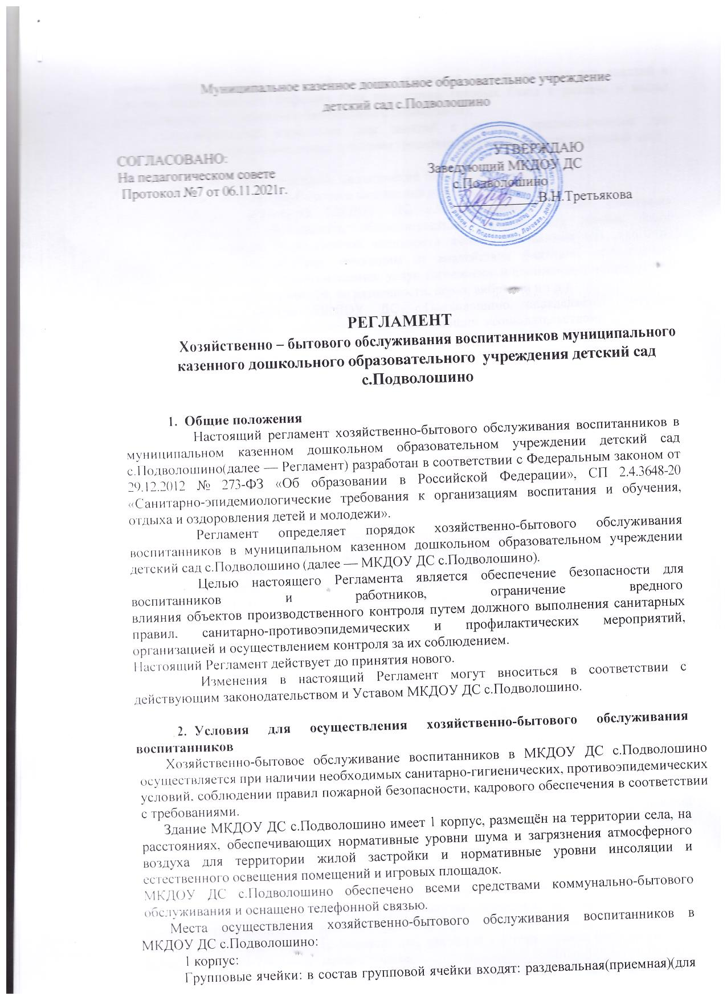 Муниципальное казенное дошкольное образовательное учреждение
детский сад с.Подволошино
СОГЛАСОВАНО:
На педагогическом совете
Протокол №7 от 06.11.2021г.
УТВЕРЖДАЮ
Заведующий МКДОУ ДС
с.Подволошино
____________В.Н.Третьякова
РЕГЛАМЕНТ
Хозяйственно – бытового обслуживания воспитанников муниципального
казенного дошкольного образовательного учреждения детский сад
с.Подволошино
1. Общие положения
Настоящий регламент хозяйственно-бытового обслуживания воспитанников в
муниципальном казенном дошкольном образовательном учреждении детский сад
с.Подволошино(далее — Регламент) разработан в соответствии с Федеральным законом от
29.12.2012 № 273-ФЗ «Об образовании в Российской Федерации», СП 2.4.3648-20
«Санитарно-эпидемиологические требования к организациям воспитания и обучения,
отдыха и оздоровления детей и молодежи».
Регламент определяет порядок хозяйственно-бытового обслуживания
воспитанников в муниципальном казенном дошкольном образовательном учреждении
детский сад с.Подволошино (далее — МКДОУ ДС с.Подволошино).
Целью настоящего Регламента является обеспечение безопасности для
воспитанников и работников, ограничение вредного
влияния объектов производственного контроля путем должного выполнения санитарных
правил, санитарно-противоэпидемических и профилактических мероприятий,
организацией и осуществлением контроля за их соблюдением.
Настоящий Регламент действует до принятия нового.
Изменения в настоящий Регламент могут вноситься в соответствии с
действующим законодательством и Уставом МКДОУ ДС с.Подволошино.
2. Условия для осуществления хозяйственно-бытового обслуживания
воспитанников
Хозяйственно-бытовое обслуживание воспитанников в МКДОУ ДС с.Подволошино
осуществляется при наличии необходимых санитарно-гигиенических, противоэпидемических
условий, соблюдении правил пожарной безопасности, кадрового обеспечения в соответствии
с требованиями.
Здание МКДОУ ДС с.Подволошино имеет 1 корпус, размещён на территории села, на
расстояниях, обеспечивающих нормативные уровни шума и загрязнения атмосферного
воздуха для территории жилой застройки и нормативные уровни инсоляции и
естественного освещения помещений и игровых площадок.
МКДОУ ДС с.Подволошино обеспечено всеми средствами коммунально-бытового
обслуживания и оснащено телефонной связью.
Места осуществления хозяйственно-бытового обслуживания воспитанников в
МКДОУ ДС с.Подволошино:
1 корпус:
Групповые ячейки: в состав групповой ячейки входят: раздевальная(приемная)(для